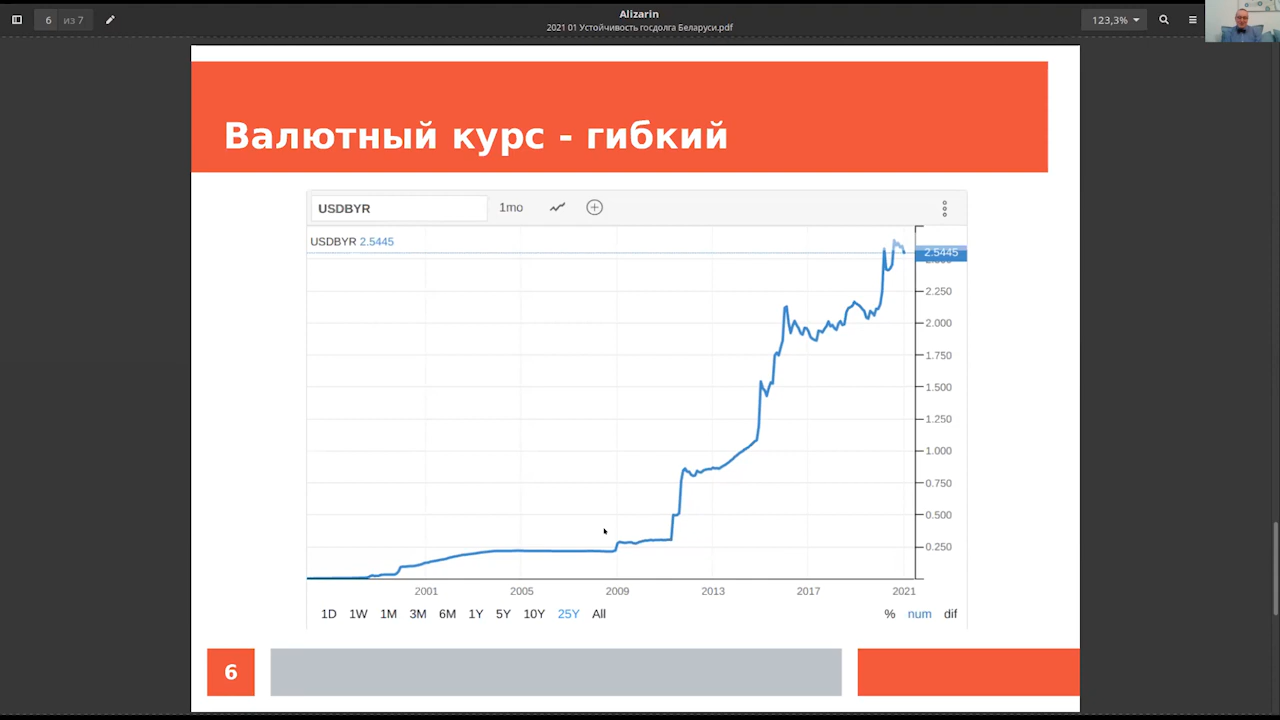 6 из 7
Alizarin
2021 01 Устойчивость госдолга Беларуси.pdf
123,3%
Валютный курс - гибкий
USDBYR 1mo
USDBYR 2.5445
2.5445
2.250
2.000
1.750
1.500
1.250
1.000
0.750
0.500
0.250
2001 2005 2009 2013 2017 2021
1D 1W 1M 3M 6M 1Y 5Y 10Y 25Y All % num dif
6